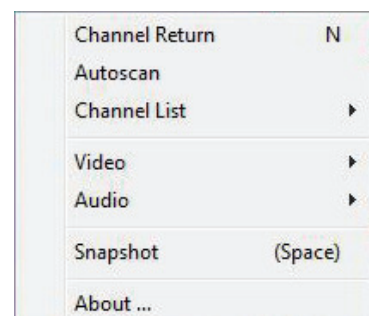 Channel Return N
Autoscan
Channel List
Video
Audio
Snapshot (Space)
About ...